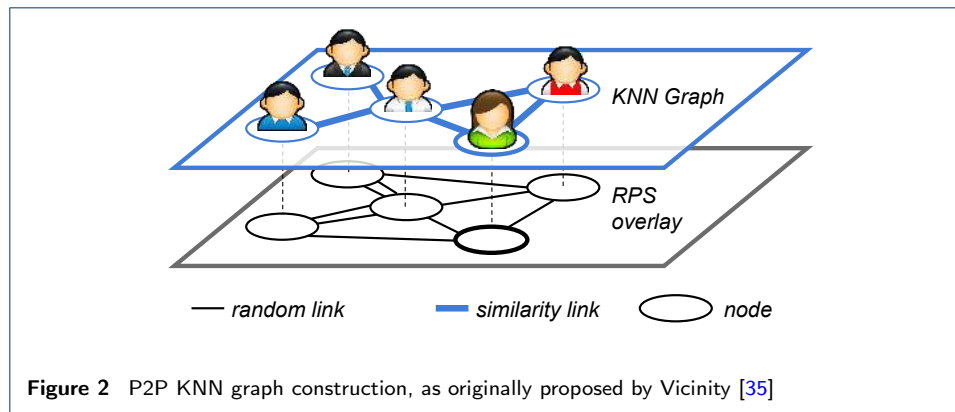 KNN Graph
RPS
overlay
random link
similarity link
node
Figure 2 P2P KNN graph construction, as originally proposed by Vicinity [35]